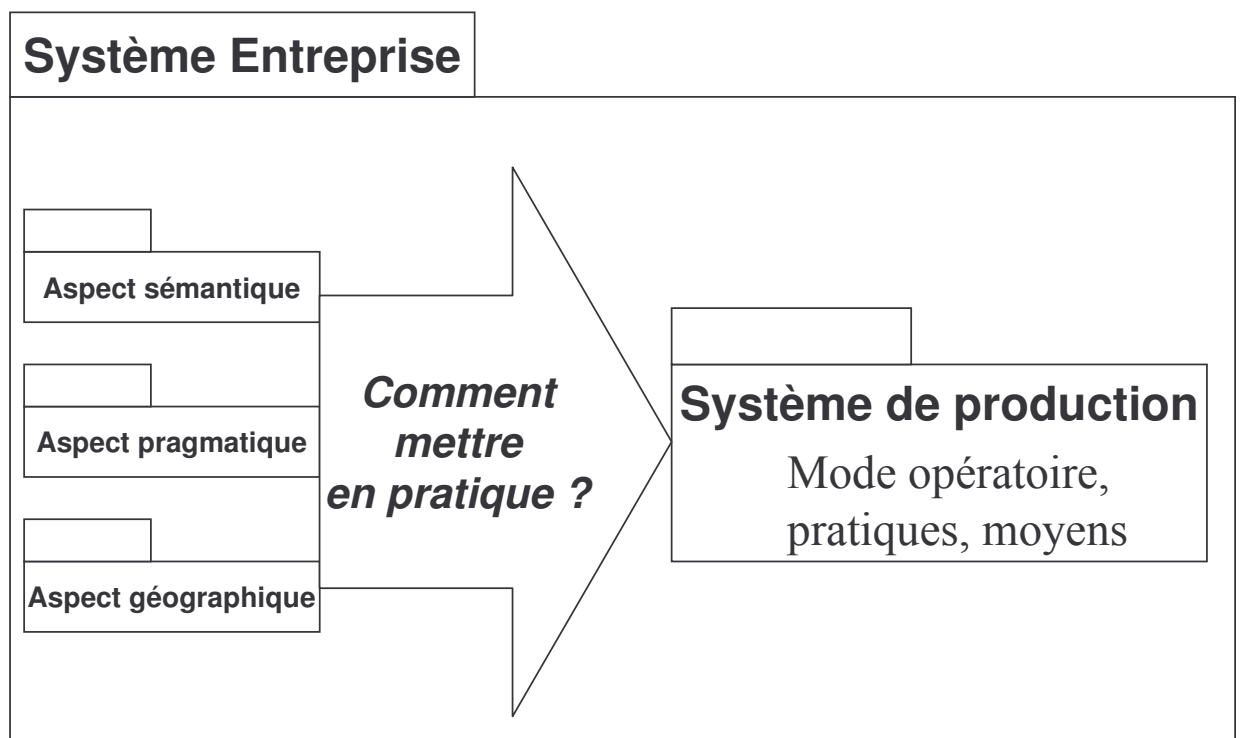 Système Entreprise
Aspect sémantique
Aspect pragmatique
Aspect géographique
Comment
mettre
en pratique ?
Système de production
Mode opératoire,
pratiques, moyens